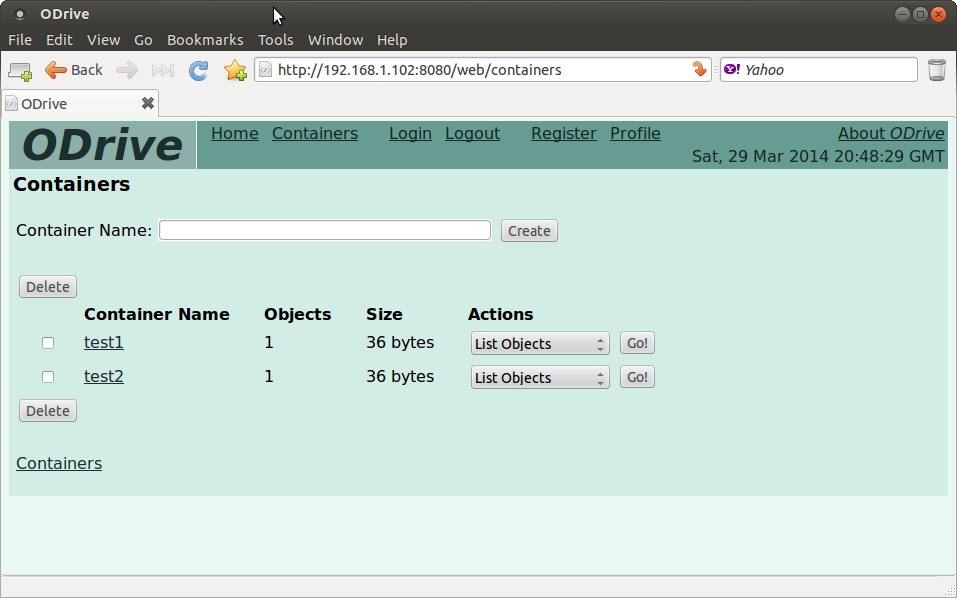 ODrive
File Edit View Go Bookmarks Tools Window Help
Back http://192.168.1.102:8080/web/containers Y! Yahoo
ODrive
ODrive Home Containers Login Logout Register Profile About ODrive
Sat, 29 Mar 2014 20:48:29 GMT
Containers
Container Name: Create
Delete
Container Name Objects Size Actions
test1 1 36 bytes List Objects Go!
test2 1 36 bytes List Objects Go!
Delete
Containers